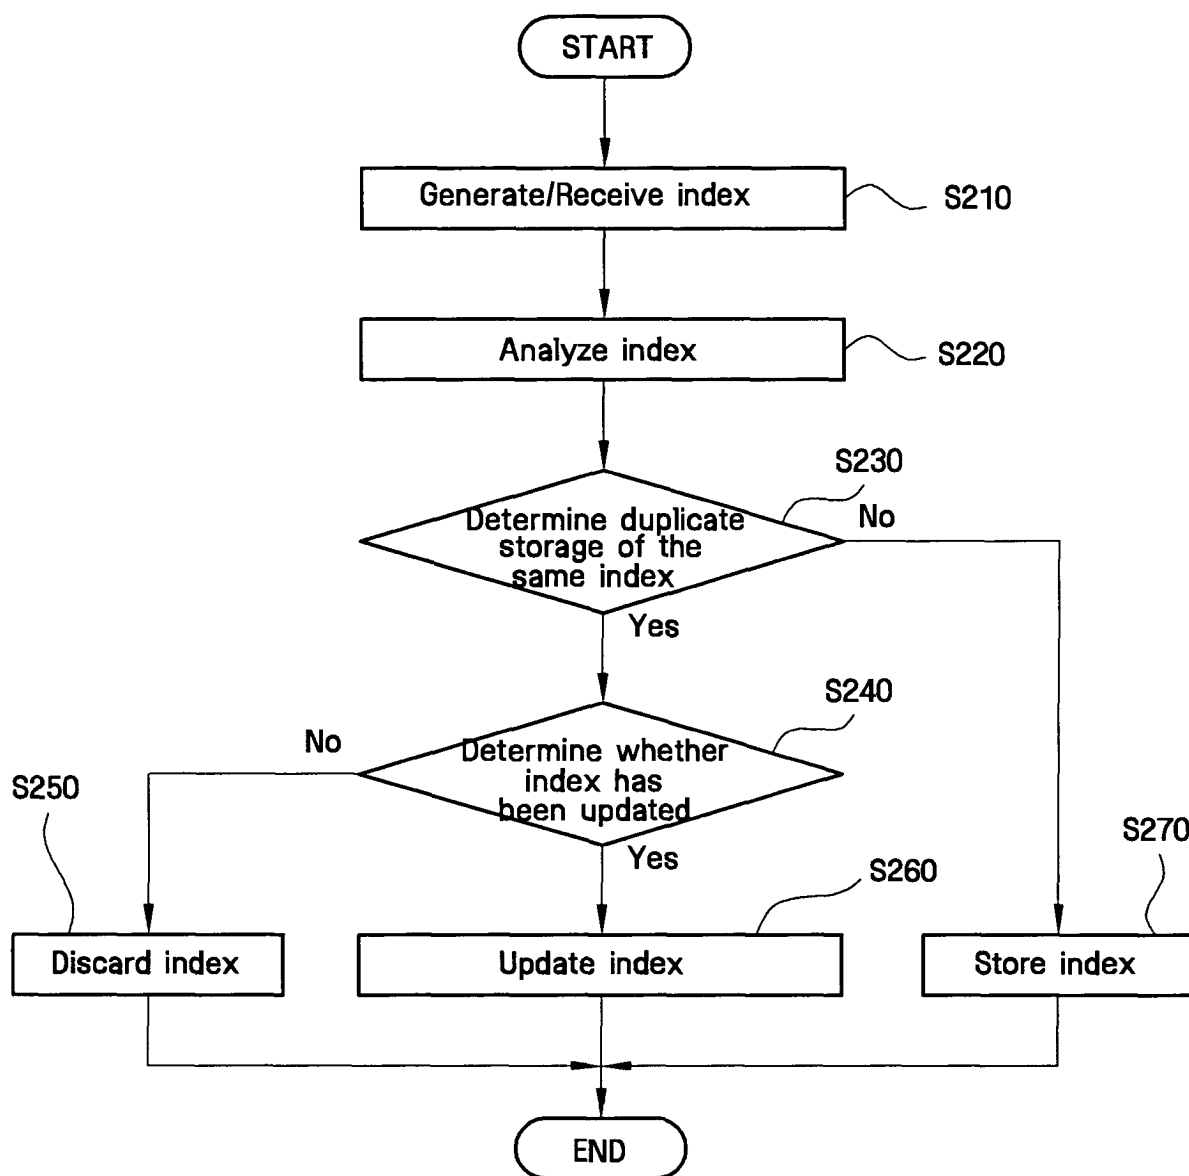 START
Generate/Receive index
S210
Analyze index
S220
S230
Determine duplicate
storage of the
same index
No
Yes
S240
No
Determine whether
index has
been updated
S250
Yes
S260
S270
Discard index
Update index
Store index
END